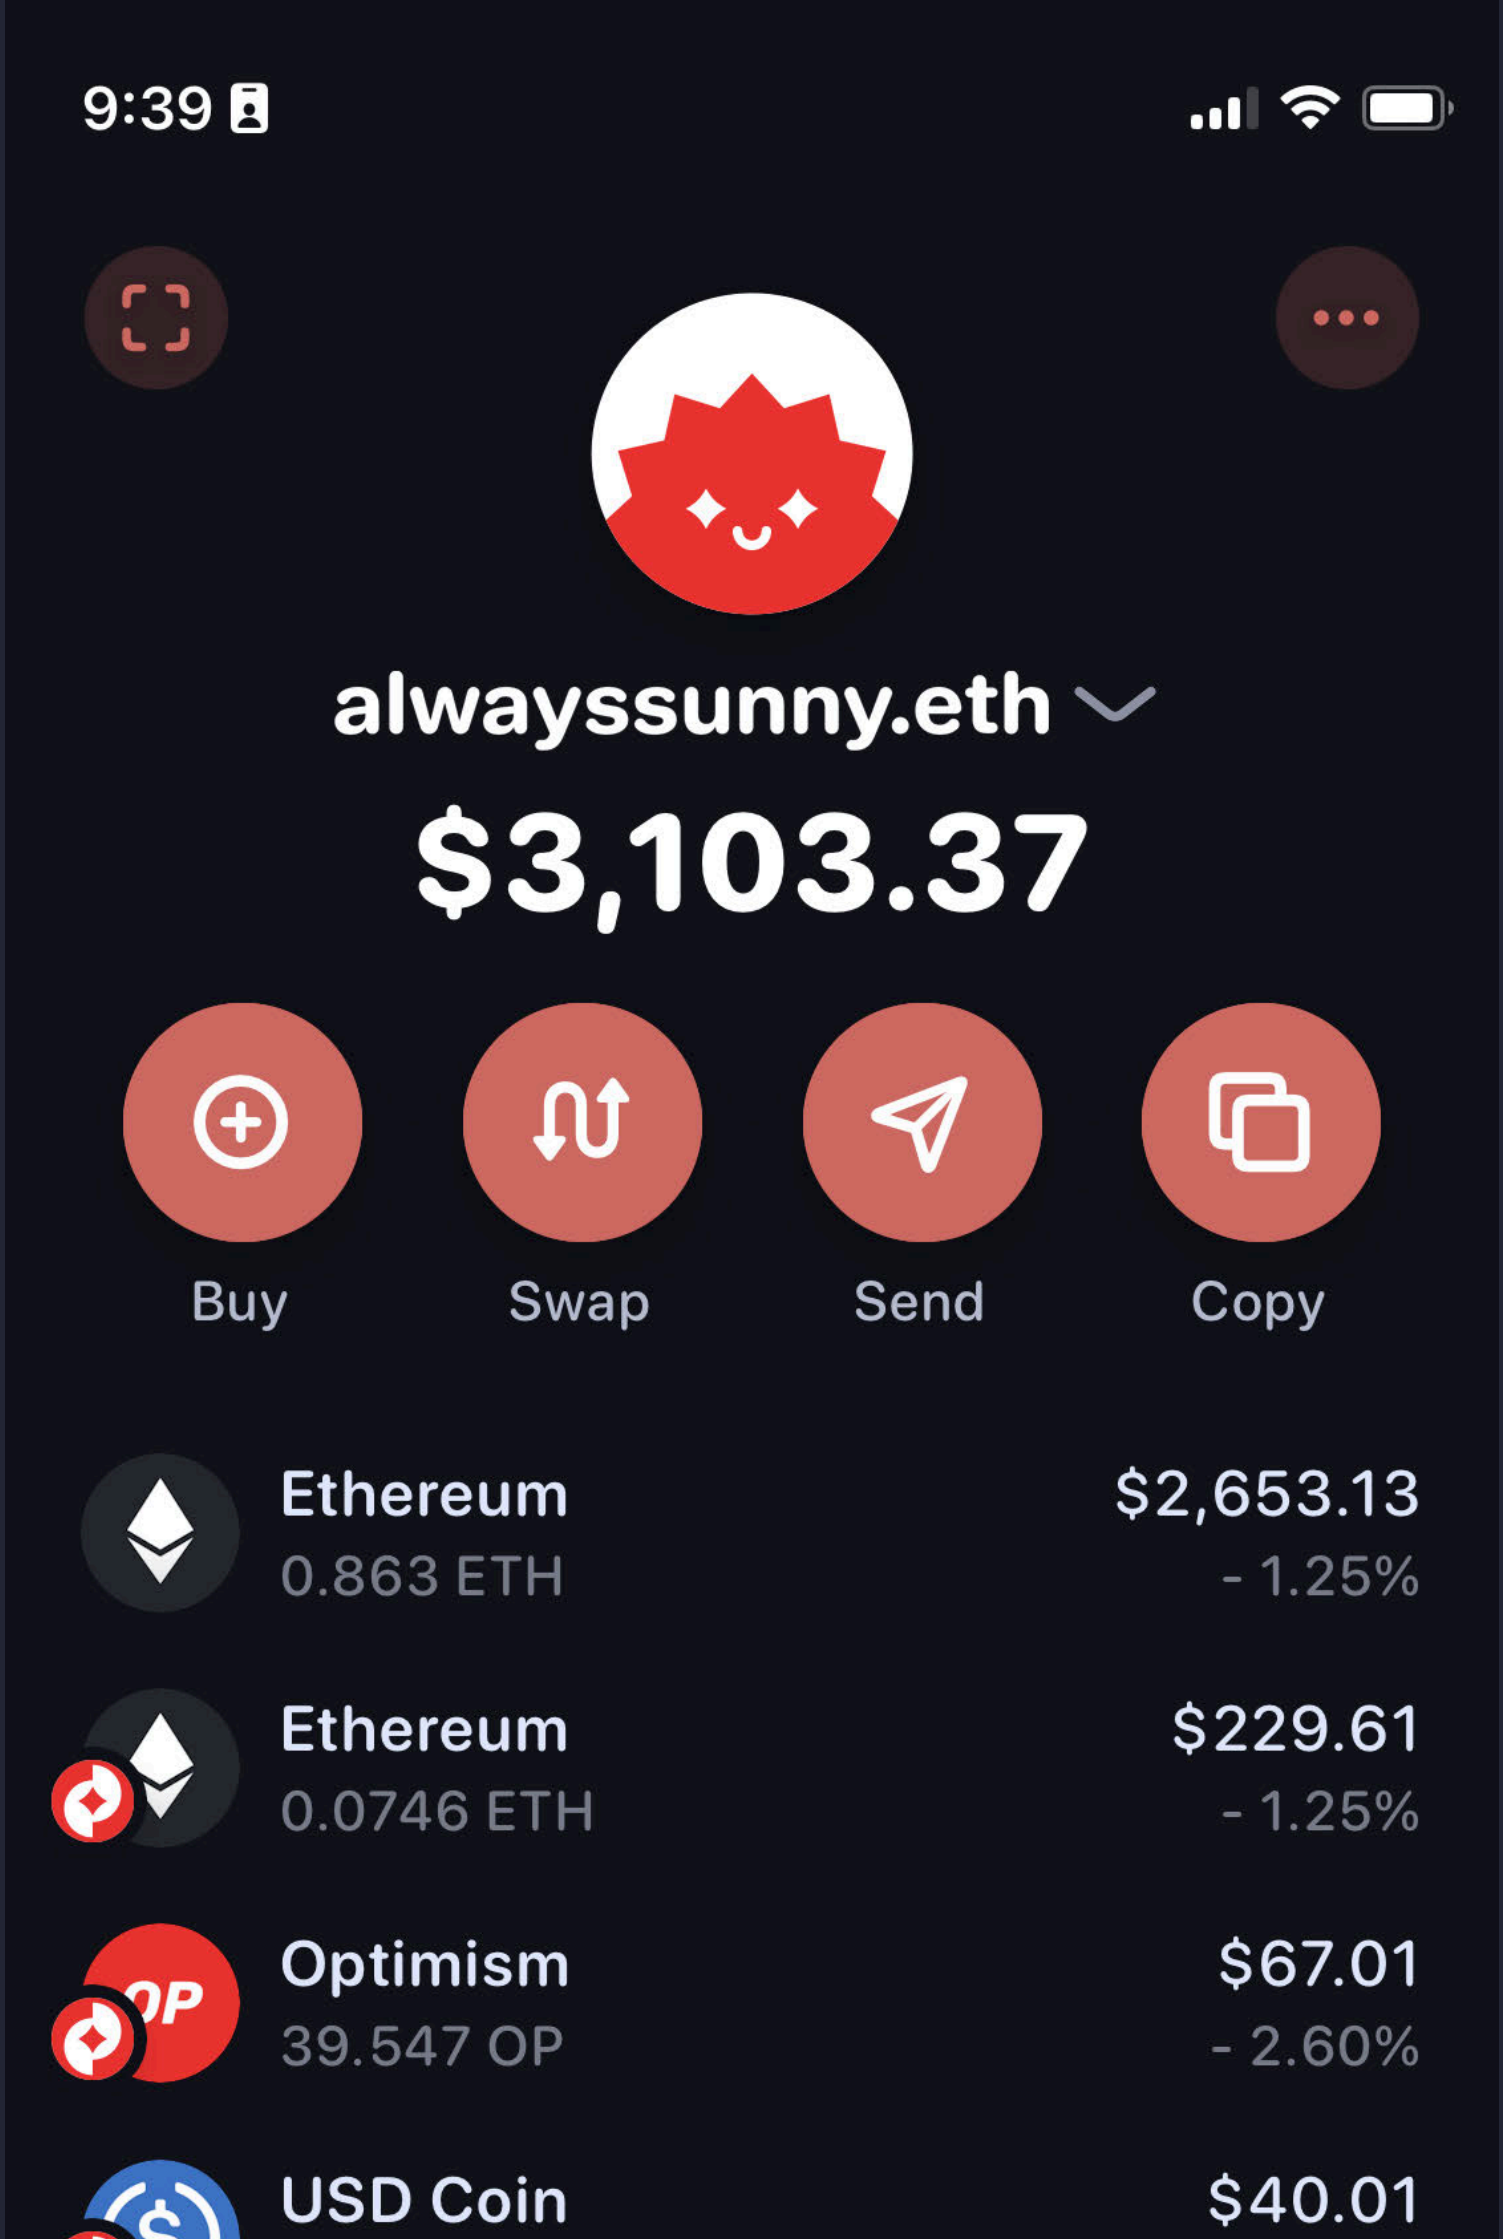 9:39
alwayssunny.eth
$3,103.37
Buy Swap Send Copy
Ethereum $2,653.13
0.863 ETH - 1.25%
Ethereum $229.61
0.0746 ETH - 1.25%
OP
Optimism $67.01
39.547 OP - 2.60%
$
USD Coin $40.01